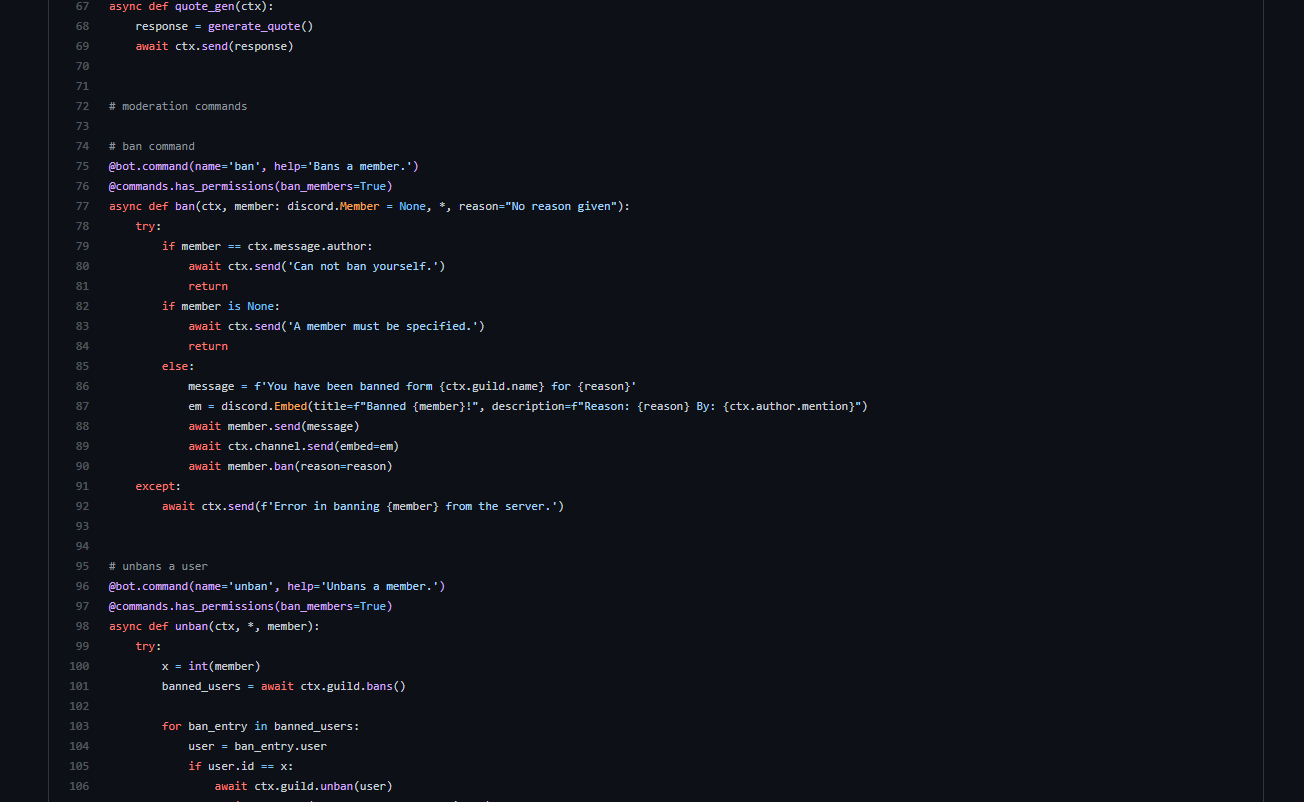 67 async def quote_gen(ctx):
68     response = generate_quote()
69     await ctx.send(response)
70
71
72 # moderation commands
73
74 # ban command
75 @bot.command(name='ban', help='Bans a member.')
76 @commands.has_permissions(ban_members=True)
77 async def ban(ctx, member: discord.Member = None, *, reason="No reason given"):
78     try:
79         if member == ctx.message.author:
80             await ctx.send('Can not ban yourself.')
81             return
82         if member is None:
83             await ctx.send('A member must be specified.')
84             return
85         else:
86             message = f'You have been banned form {ctx.guild.name} for {reason}'
87             em = discord.Embed(title=f"Banned {member}!", description=f"Reason: {reason} By: {ctx.author.mention}")
88             await member.send(message)
89             await ctx.channel.send(embed=em)
90             await member.ban(reason=reason)
91     except:
92         await ctx.send(f'Error in banning {member} from the server.')
93
94
95 # unbans a user
96 @bot.command(name='unban', help='Unbans a member.')
97 @commands.has_permissions(ban_members=True)
98 async def unban(ctx, *, member):
99     try:
100         x = int(member)
101         banned_users = await ctx.guild.bans()
102
103         for ban_entry in banned_users:
104             user = ban_entry.user
105             if user.id == x:
106                 await ctx.guild.unban(user)